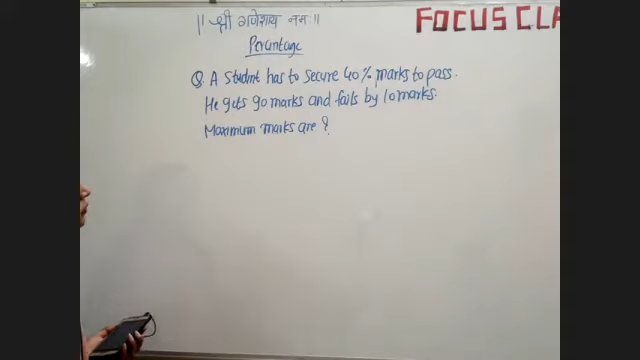 || श्री गणेशाय नमः ||
FOCUS CLA
Percentage
Q. A Student has to secure 40% marks to pass.
He gets 90 marks and fails by 10 marks.
Maximum marks are ?